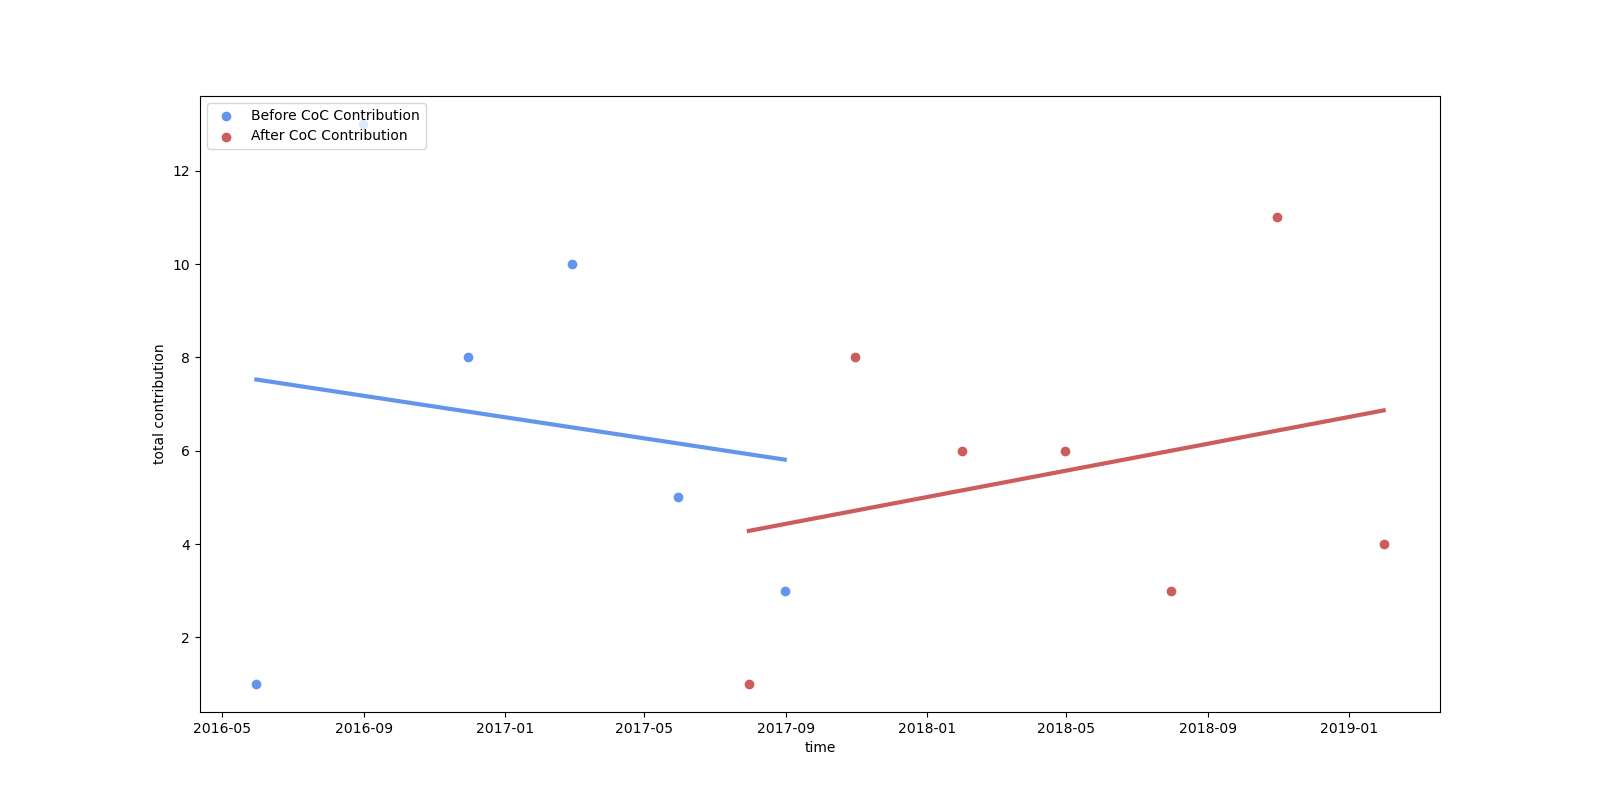 Before CoC Contribution
After CoC Contribution
total contribution
12
10
8
6
4
2
2016-05 2016-09 2017-01 2017-05 2017-09 2018-01 2018-05 2018-09 2019-01
time